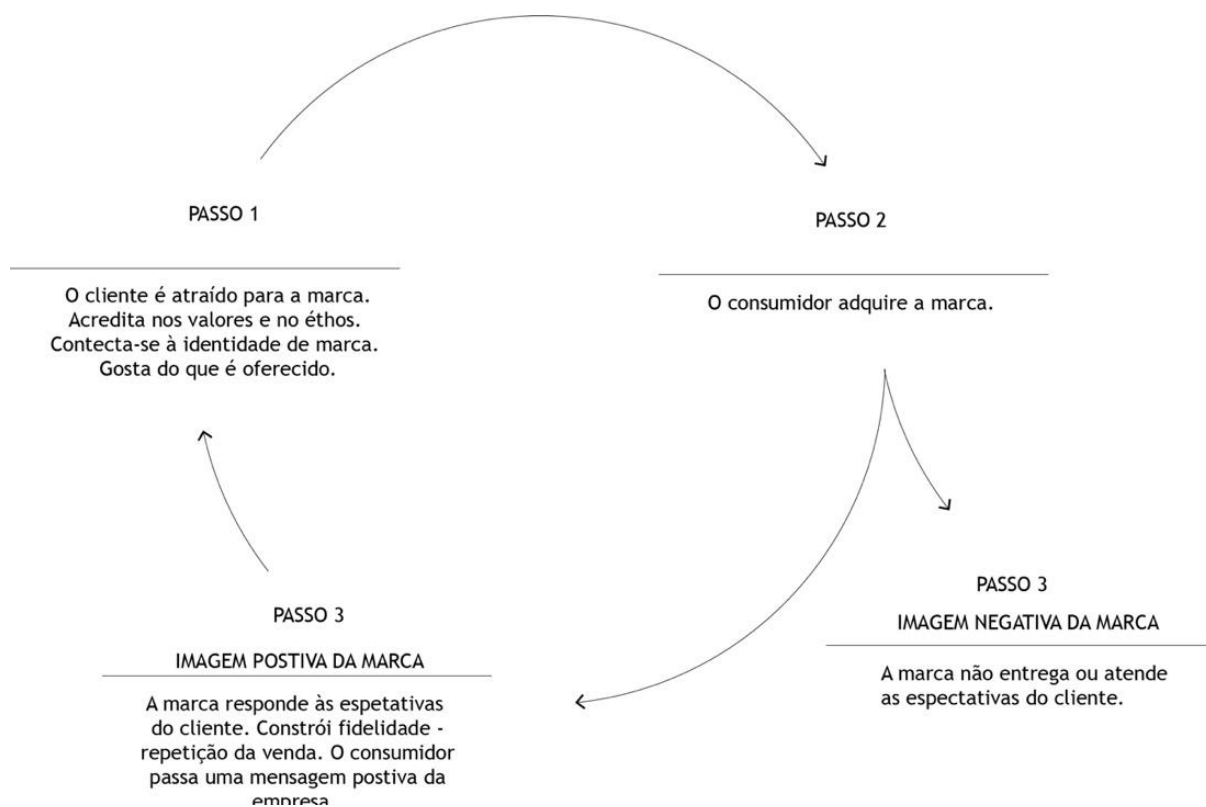 PASSO 1
O cliente é atraído para a marca.
Acredita nos valores e no éthos.
Contecta-se à identidade de marca.
Gosta do que é oferecido.
PASSO 2
O consumidor adquire a marca.
PASSO 3
IMAGEM NEGATIVA DA MARCA
A marca não entrega ou atende
as espectativas do cliente.
PASSO 3
IMAGEM POSTIVA DA MARCA
A marca responde às espetativas
do cliente. Constrói fidelidade -
repetição da venda. O consumidor
passa uma mensagem postiva da
empresa